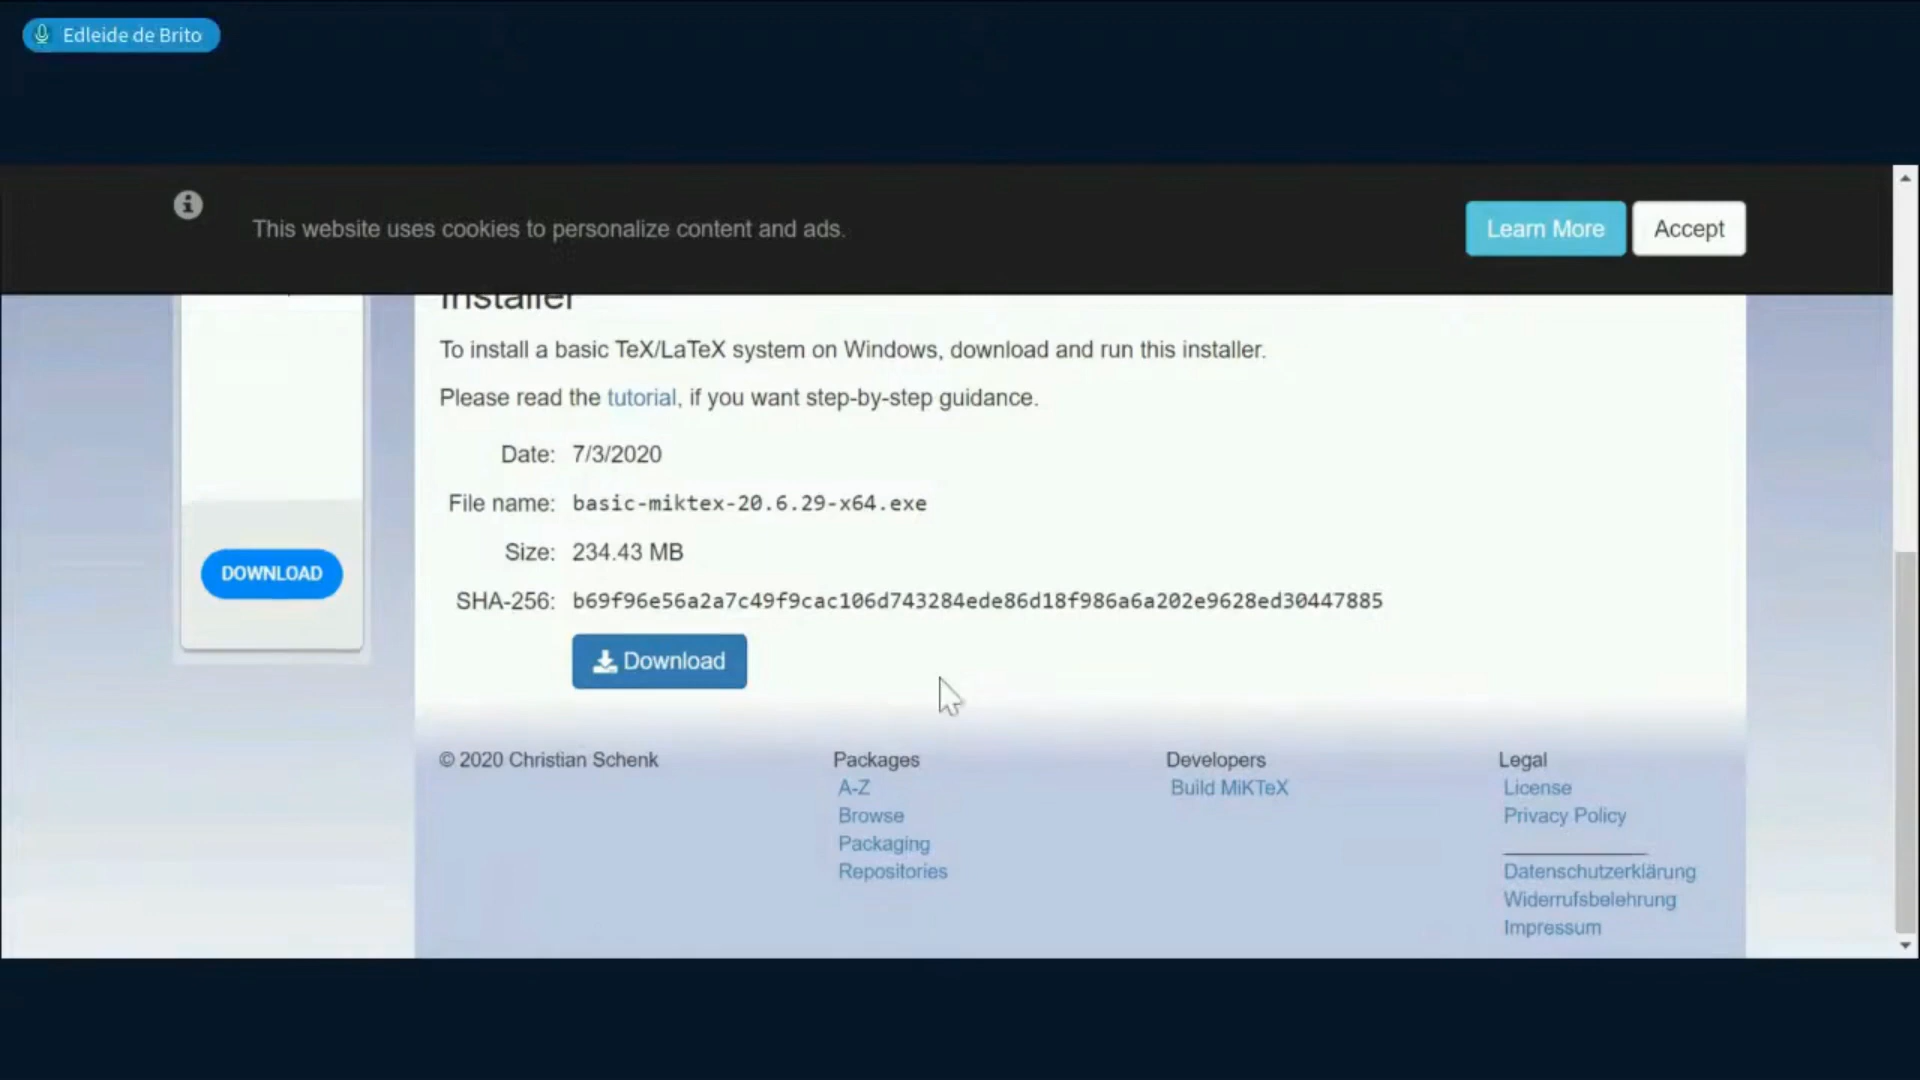 Edleide de Brito
This website uses cookies to personalize content and ads.
Learn More
Accept
Installer
To install a basic TeX/LaTeX system on Windows, download and run this installer.
Please read the tutorial, if you want step-by-step guidance.
Date: 7/3/2020
File name: basic-miktex-20.6.29-x64.exe
Size: 234.43 MB
SHA-256: b69f96e56a2a7c49f9cac106d743284ede86d18f986a6a202e9628ed30447885
DOWNLOAD
Download
© 2020 Christian Schenk
Packages
A-Z
Browse
Packaging
Repositories
Developers
Build MiKTeX
Legal
License
Privacy Policy
Datenschutzerklärung
Widerrufsbelehrung
Impressum